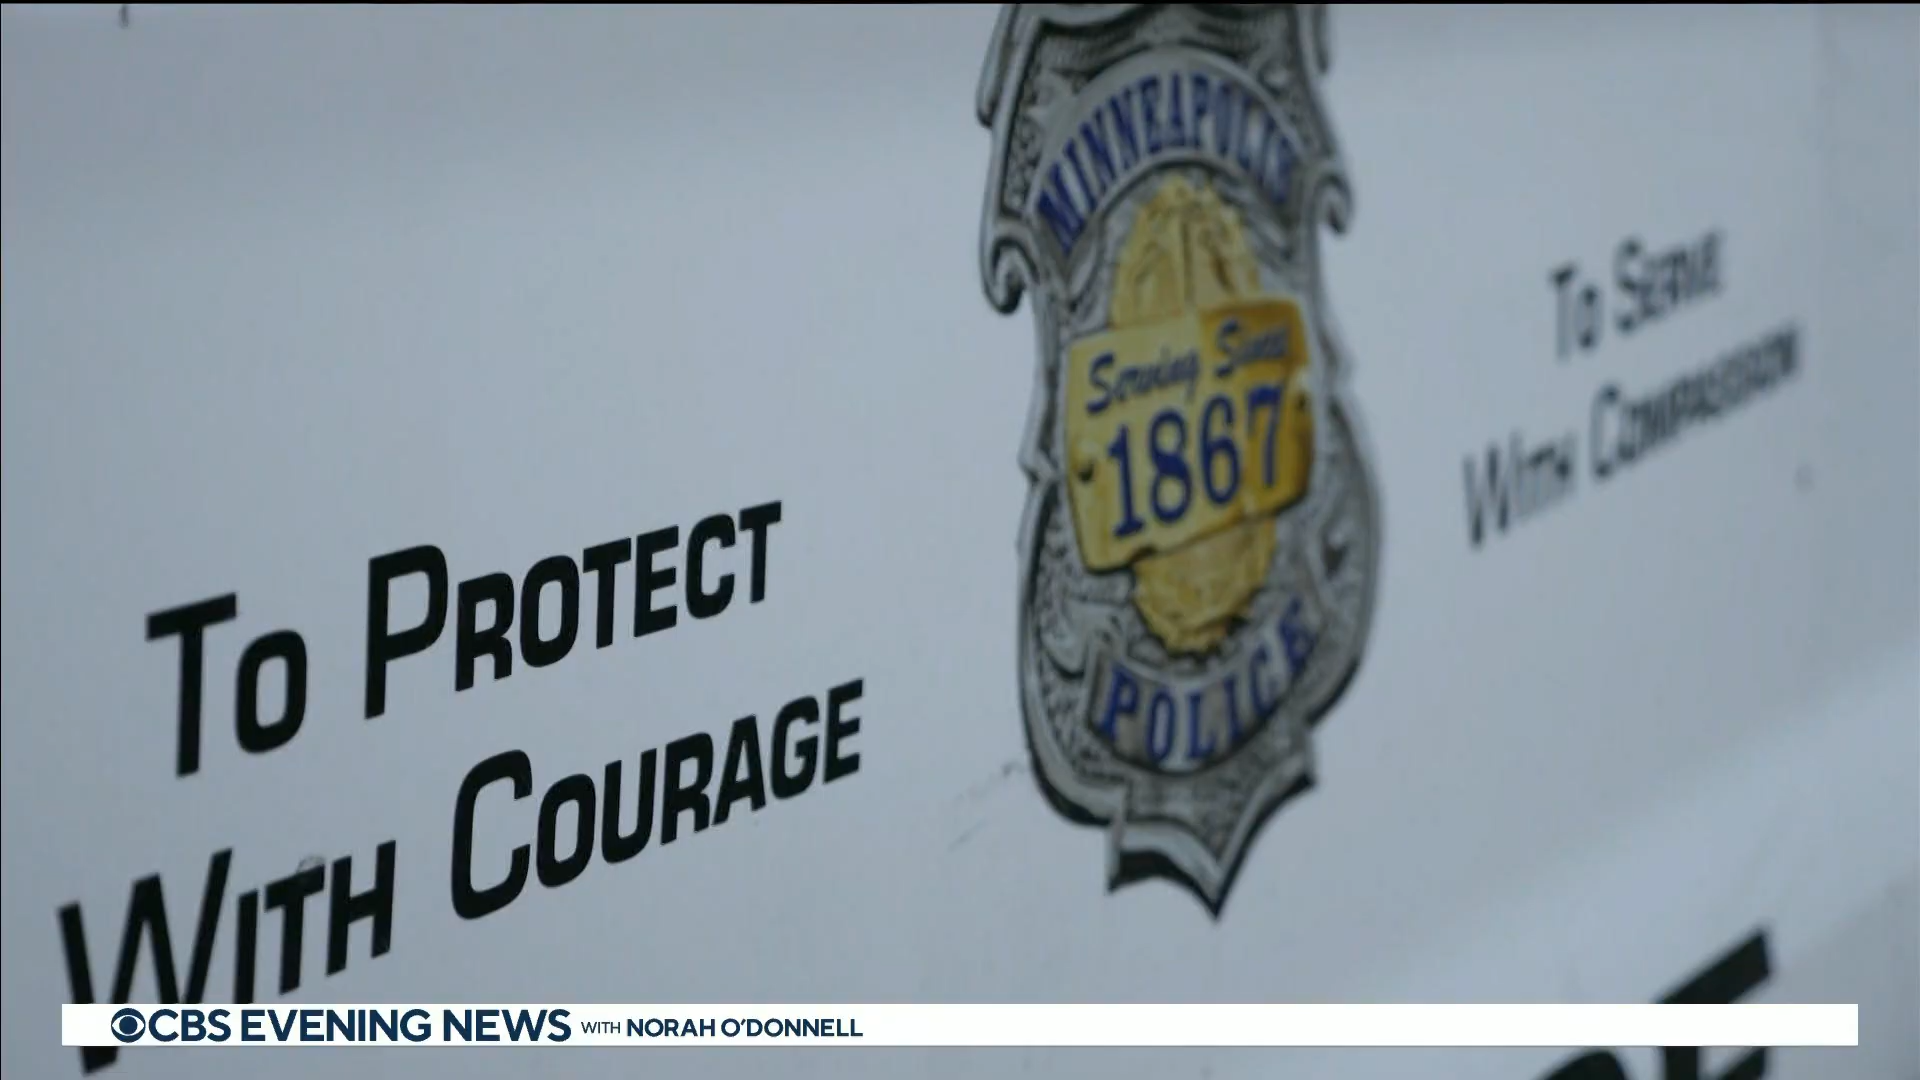 MINNEAPOLIS
Serving Since
1867
POLICE
To Serve
With Compassion
To Protect
With Courage
CBS EVENING NEWS WITH NORAH O'DONNELL